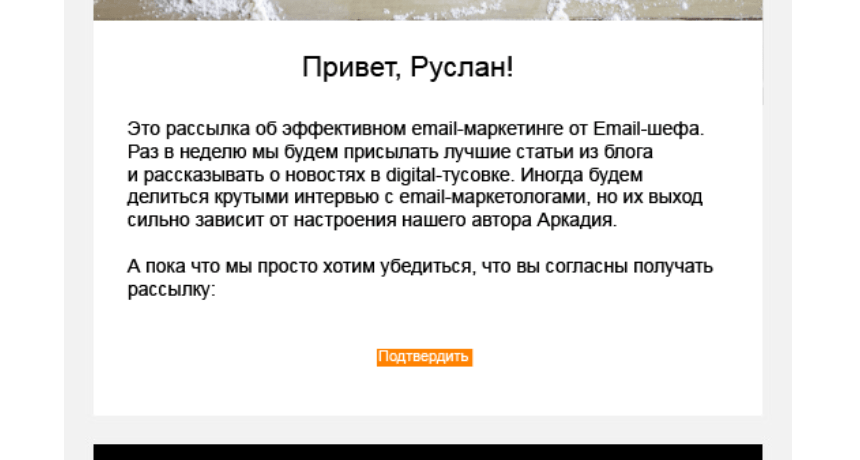 Привет, Руслан!
Это рассылка об эффективном email-маркетинге от Email-шефа.
Раз в неделю мы будем присылать лучшие статьи из блога
и рассказывать о новостях в digital-тусовке. Иногда будем
делиться крутыми интервью с email-маркетологами, но их выход
сильно зависит от настроения нашего автора Аркадия.
А пока что мы просто хотим убедиться, что вы согласны получать
рассылку:
Подтвердить